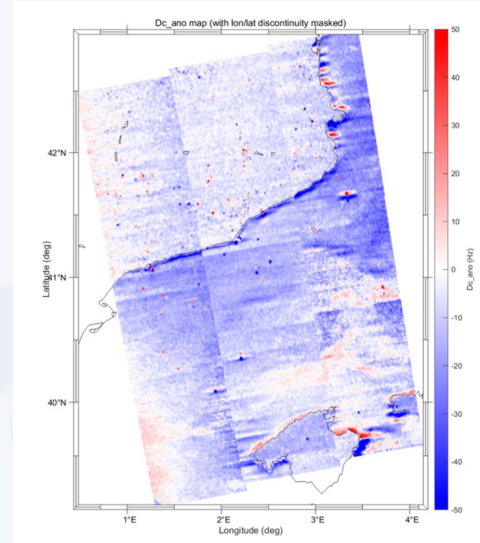 Dc_ano map (with lon/lat discontinuity masked)
50
40
42°N
30
20
10
41°N
0
-10
-20
40°N
-30
-40
-50
1°E 2°E 3°E 4°E
Latitude (deg)
Longitude (deg)
Dc_ano (Hz)